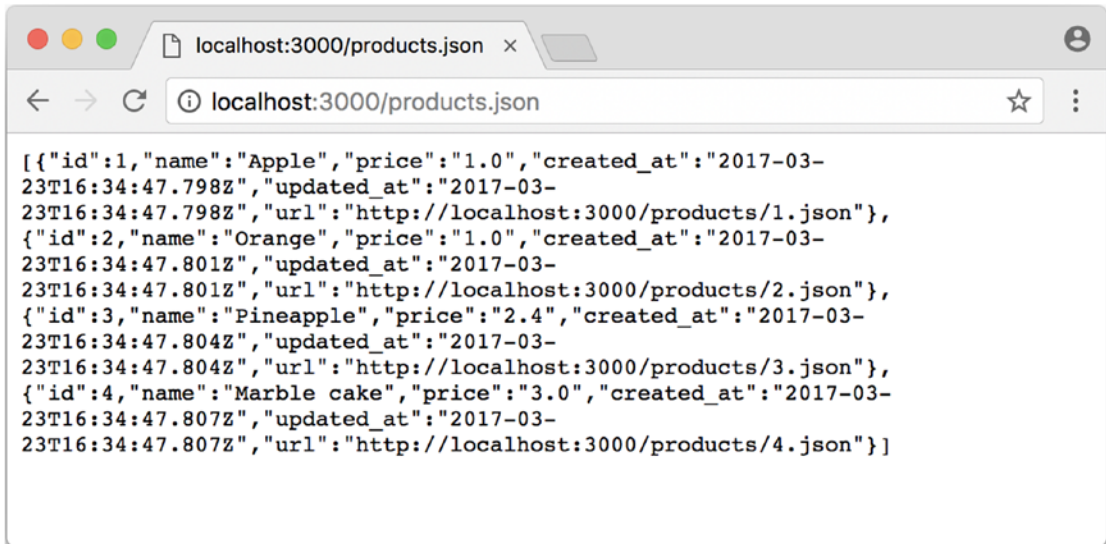 localhost:3000/products.json
localhost:3000/products.json
[{"id":1,"name":"Apple","price":"1.0","created_at":"2017-03-
23T16:34:47.798Z","updated_at":"2017-03-
23T16:34:47.798Z","url":"http://localhost:3000/products/1.json"},
{"id":2,"name":"Orange","price":"1.0","created_at":"2017-03-
23T16:34:47.801Z","updated_at":"2017-03-
23T16:34:47.801Z","url":"http://localhost:3000/products/2.json"},
{"id":3,"name":"Pineapple","price":"2.4","created_at":"2017-03-
23T16:34:47.804Z","updated_at":"2017-03-
23T16:34:47.804Z","url":"http://localhost:3000/products/3.json"},
{"id":4,"name":"Marble cake","price":"3.0","created_at":"2017-03-
23T16:34:47.807Z","updated_at":"2017-03-
23T16:34:47.807Z","url":"http://localhost:3000/products/4.json"}]